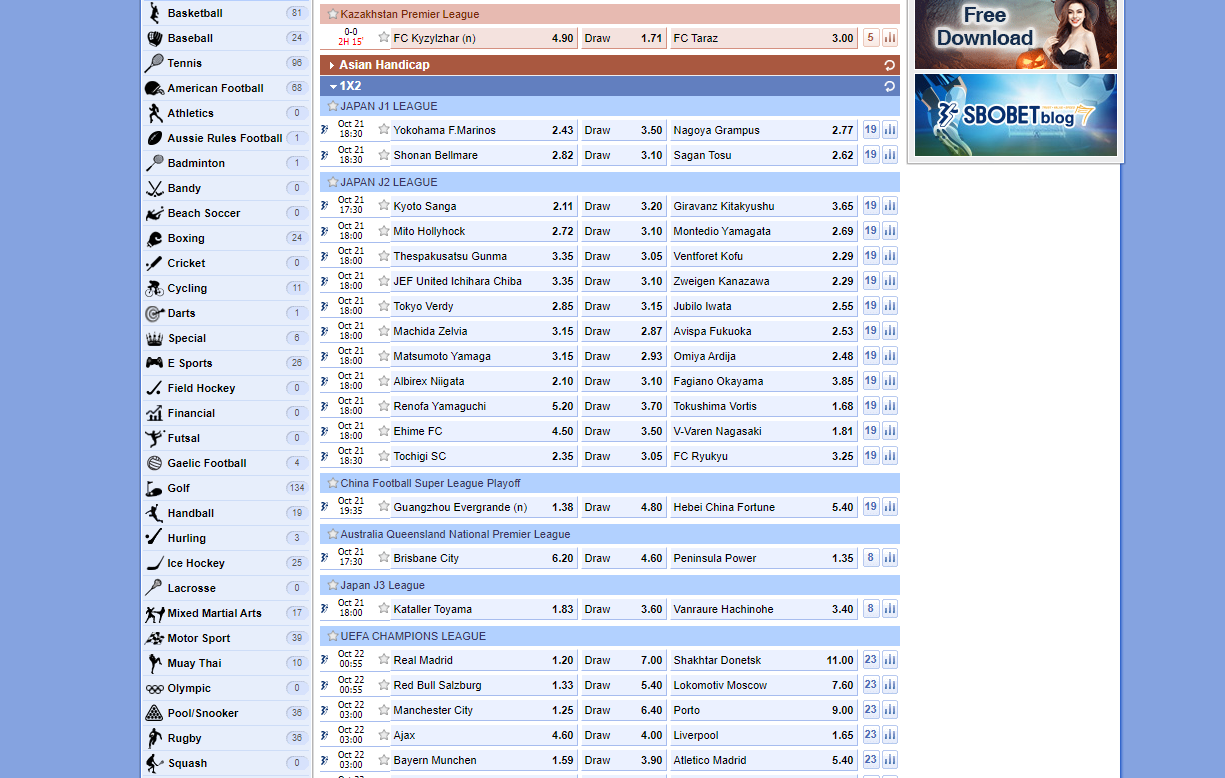 Basketball 81
Baseball 24
Tennis 96
American Football 68
Athletics 0
Aussie Rules Football 1
Badminton 1
Bandy 0
Beach Soccer 0
Boxing 24
Cricket 0
Cycling 11
Darts 1
Special 6
E Sports 26
Field Hockey 0
Financial 0
Futsal 0
Gaelic Football 4
Golf 134
Handball 19
Hurling 3
Ice Hockey 25
Lacrosse 0
Mixed Martial Arts 17
Motor Sport 39
Muay Thai 10
Olympic 0
Pool/Snooker 36
Rugby 36
Squash 0
Kazakhstan Premier League
0-0
2H 15' FC Kyzylzhar (n) 4.90 Draw 1.71 FC Taraz 3.00 5
Asian Handicap
1X2
JAPAN J1 LEAGUE
Oct 21
18:30 Yokohama F.Marinos 2.43 Draw 3.50 Nagoya Grampus 2.77 19
Oct 21
18:30 Shonan Bellmare 2.82 Draw 3.10 Sagan Tosu 2.62 19
JAPAN J2 LEAGUE
Oct 21
17:30 Kyoto Sanga 2.11 Draw 3.20 Giravanz Kitakyushu 3.65 19
Oct 21
18:00 Mito Hollyhock 2.72 Draw 3.10 Montedio Yamagata 2.69 19
Oct 21
18:00 Thespakusatsu Gunma 3.35 Draw 3.05 Ventforet Kofu 2.29 19
Oct 21
18:00 JEF United Ichihara Chiba 3.35 Draw 3.10 Zweigen Kanazawa 2.29 19
Oct 21
18:00 Tokyo Verdy 2.85 Draw 3.15 Jubilo Iwata 2.55 19
Oct 21
18:00 Machida Zelvia 3.15 Draw 2.87 Avispa Fukuoka 2.53 19
Oct 21
18:00 Matsumoto Yamaga 3.15 Draw 2.93 Omiya Ardija 2.48 19
Oct 21
18:00 Albirex Niigata 2.10 Draw 3.10 Fagiano Okayama 3.85 19
Oct 21
18:00 Renofa Yamaguchi 5.20 Draw 3.70 Tokushima Vortis 1.68 19
Oct 21
18:00 Ehime FC 4.50 Draw 3.50 V-Varen Nagasaki 1.81 19
Oct 21
18:30 Tochigi SC 2.35 Draw 3.05 FC Ryukyu 3.25 19
China Football Super League Playoff
Oct 21
19:35 Guangzhou Evergrande (n) 1.38 Draw 4.80 Hebei China Fortune 5.40 19
Australia Queensland National Premier League
Oct 21
17:30 Brisbane City 6.20 Draw 4.60 Peninsula Power 1.35 8
Japan J3 League
Oct 21
18:00 Kataller Toyama 1.83 Draw 3.60 Vanraure Hachinohe 3.40 8
UEFA CHAMPIONS LEAGUE
Oct 22
00:55 Real Madrid 1.20 Draw 7.00 Shakhtar Donetsk 11.00 23
Oct 22
00:55 Red Bull Salzburg 1.33 Draw 5.40 Lokomotiv Moscow 7.60 23
Oct 22
03:00 Manchester City 1.25 Draw 6.40 Porto 9.00 23
Oct 22
03:00 Ajax 4.60 Draw 4.00 Liverpool 1.65 23
Oct 22
03:00 Bayern Munchen 1.59 Draw 3.90 Atletico Madrid 5.40 23
Free
Download
SBOBET
blog